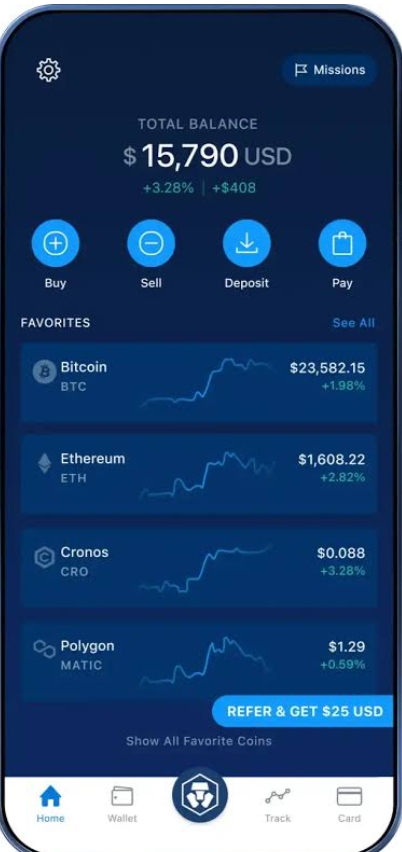 Missions
TOTAL BALANCE
$ 15,790 USD
+3.28% | +$408
Buy Sell Deposit Pay
FAVORITES See All
Bitcoin $23,582.15
BTC +1.98%
Ethereum $1,608.22
ETH +2.82%
Cronos $0.088
CRO +3.28%
Polygon $1.29
MATIC +0.59%
REFER & GET $25 USD
Show All Favorite Coins
Home Wallet Track Card